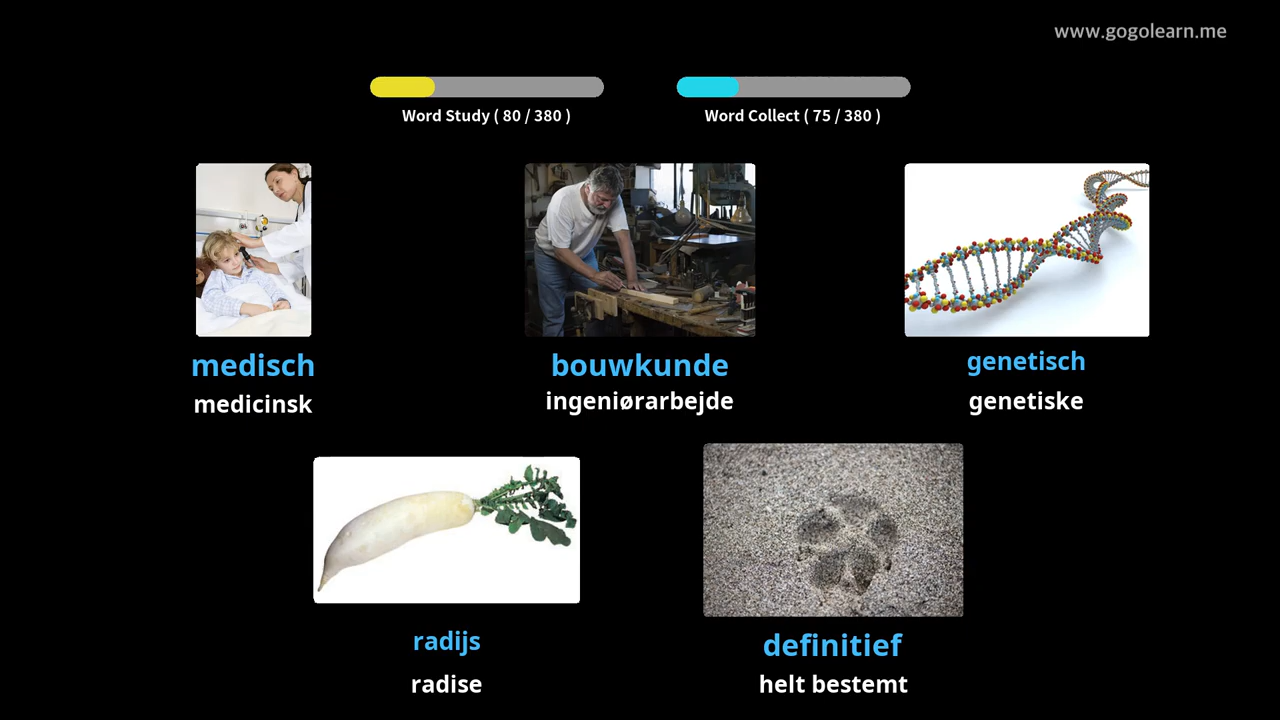 www.gogolearn.me
Word Study ( 80 / 380 )
Word Collect ( 75 / 380 )
medisch
medicinsk
bouwkunde
ingeniørarbejde
genetisch
genetiske
radijs
radise
definitief
helt bestemt